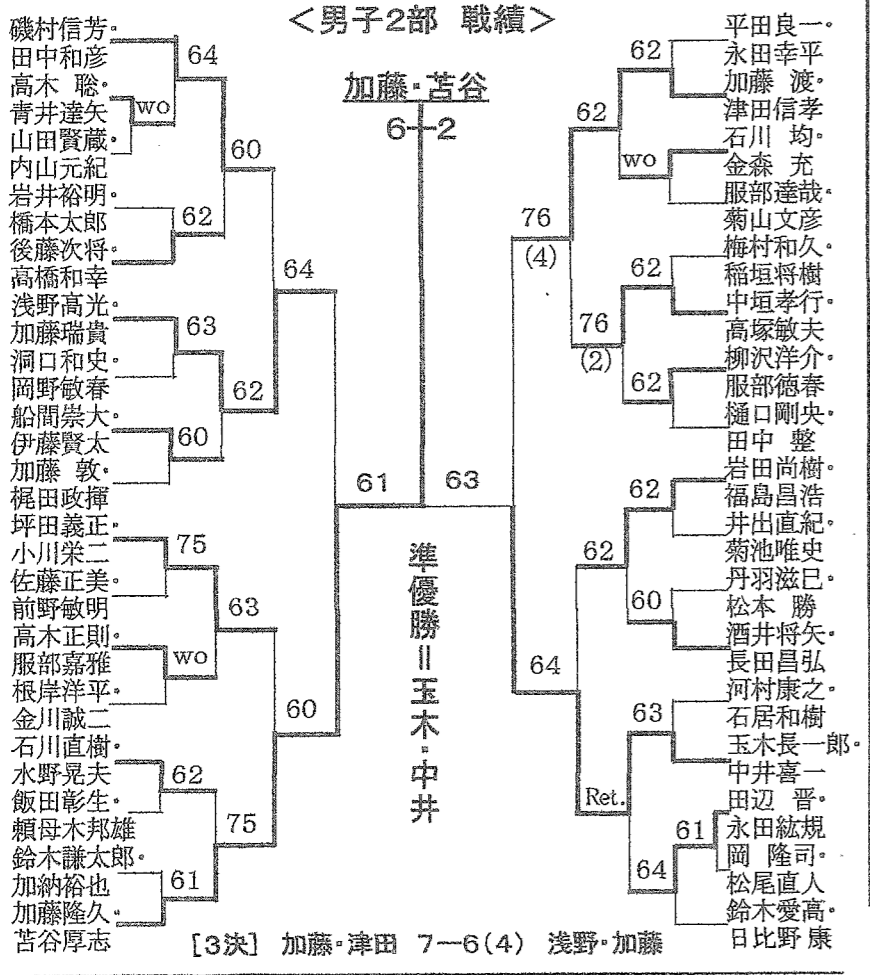 <男子2部 戦績>
加藤・苫谷
6―2
磯村信芳・
田中和彦
高木 聡・
青井達矢
山田賢蔵・
内山元紀
岩井裕明・
橋本太郎
後藤次将・
高橋和幸
浅野高光・
加藤瑞貴
洞口和史・
岡野敏春
船間崇大・
伊藤賢太
加藤 敦・
梶田政揮
坪田義正・
小川栄二
佐藤正美・
前野敏明
高木正則・
服部嘉雅
根岸洋平・
金川誠二
石川直樹・
水野晃夫
飯田彰生・
頼母木邦雄
鈴木謙太郎・
加納裕也
加藤隆久・
苫谷厚志
64
wo
60
62
64
63
62
60
61
75
63
wo
60
62
75
61
63
準優勝＝玉木・中井
62
62
wo
76
(4)
62
76
(2)
62
62
62
60
64
63
Ret.
61
64
平田良一・
永田幸平
加藤 渡・
津田信孝
石川 均・
金森 充
服部達哉・
菊山文彦
梅村和久・
稲垣将樹
中垣孝行・
高塚敏夫
柳沢洋介・
服部徳春
樋口剛央・
田中 整
岩田尚樹・
福島昌浩
井出直紀・
菊池唯史
丹羽滋巳・
松本 勝
酒井将矢・
長田昌弘
河村康之・
石居和樹
玉木長一郎・
中井喜一
田辺 晋・
永田紘規
岡 隆司・
松尾直人
鈴木愛高・
日比野 康
[3決] 加藤・津田 7―6(4) 浅野・加藤